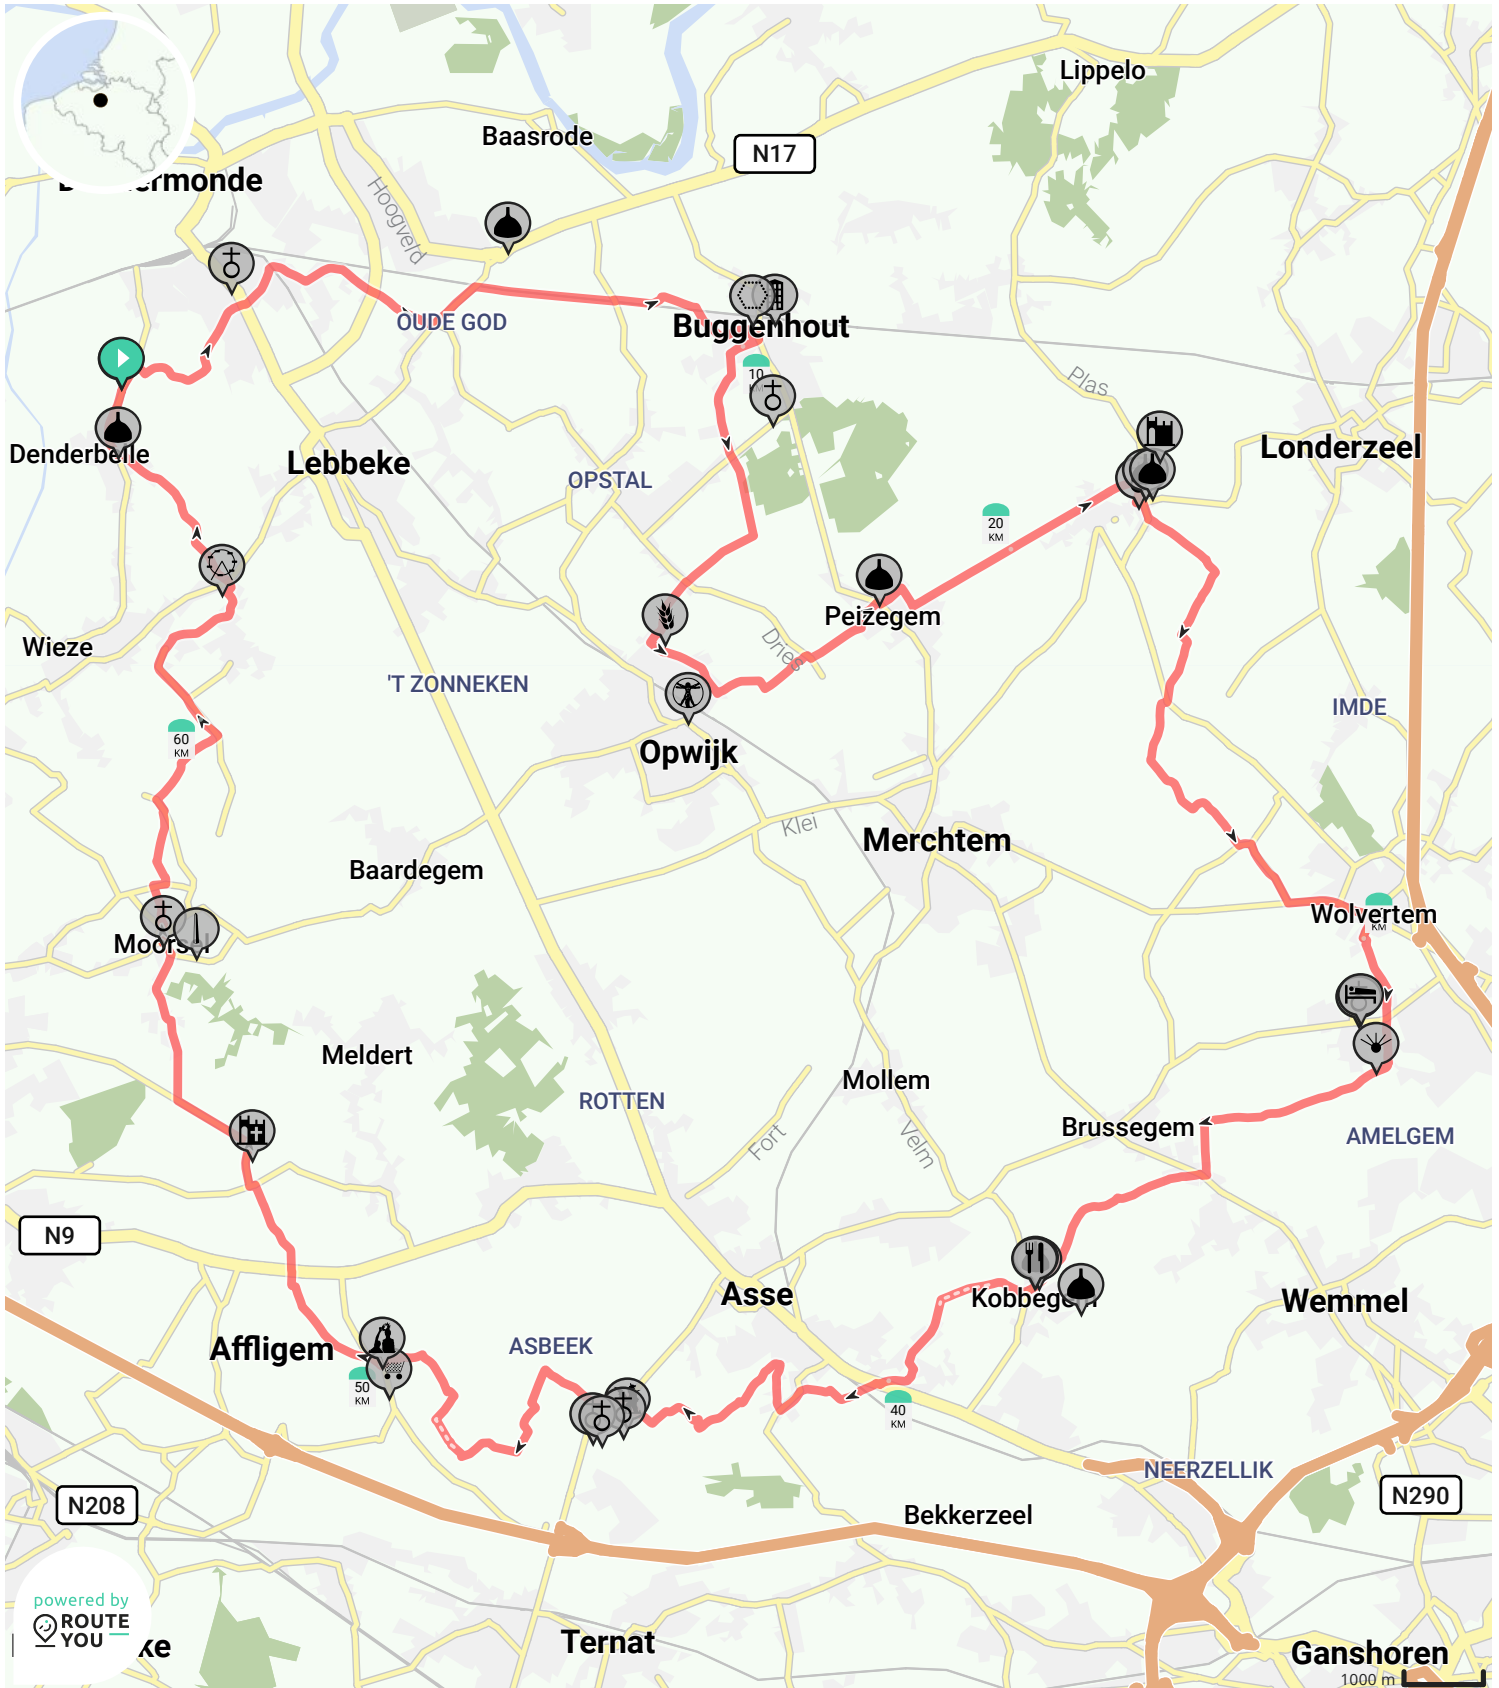 Lippelo
Baasrode
N17
Hoogveld
OUDE GOD
Buggenhout
10
Plas
Denderbelle
Lebbeke
Londerzeel
OPSTAL
20
KM
Peizegem
Wieze
Dries
'T ZONNEKEN
IMDE
60
KM
Opwijk
Klei
Merchtem
Baardegem
Wolvertem
KM
Meldert
Mollem
ROTTEN
Brussegem
AMELGEM
Fort
Velm
N9
Asse
Wemmel
Affligem
ASBEEK
50
KM
40
KM
NEERZELLIK
N290
N208
Bekkerzeel
powered by
ROUTE
YOU
Ternat
Ganshoren
1000 m